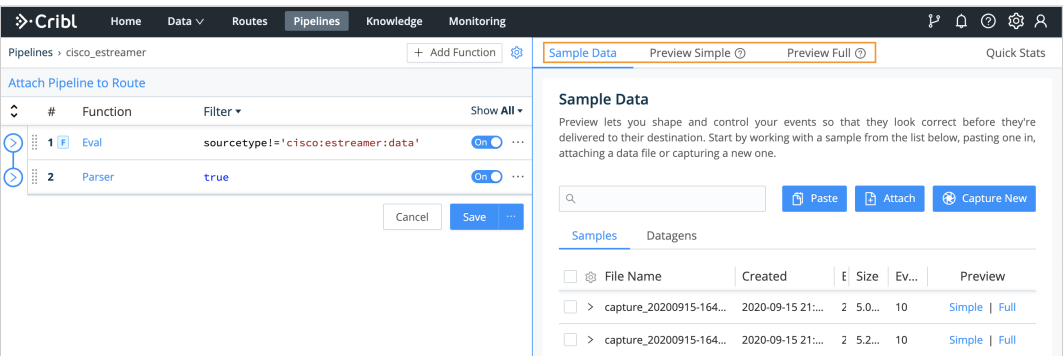 Cribl Home Data Routes Pipelines Knowledge Monitoring
Pipelines › cisco_estreamer + Add Function
Sample Data Preview Simple Preview Full Quick Stats
Attach Pipeline to Route
# Function Filter Show All
1 F Eval sourcetype!='cisco:estreamer:data' On ...
2 Parser true On ...
Cancel Save ...
Sample Data
Preview lets you shape and control your events so that they look correct before they're
delivered to their destination. Start by working with a sample from the list below, pasting one in,
attaching a data file or capturing a new one.
Paste Attach Capture New
Samples Datagens
File Name Created E Size Ev... Preview
capture_20200915-164... 2020-09-15 21:... 2 5.0... 10 Simple | Full
capture_20200915-164... 2020-09-15 21:... 2 5.2... 10 Simple | Full